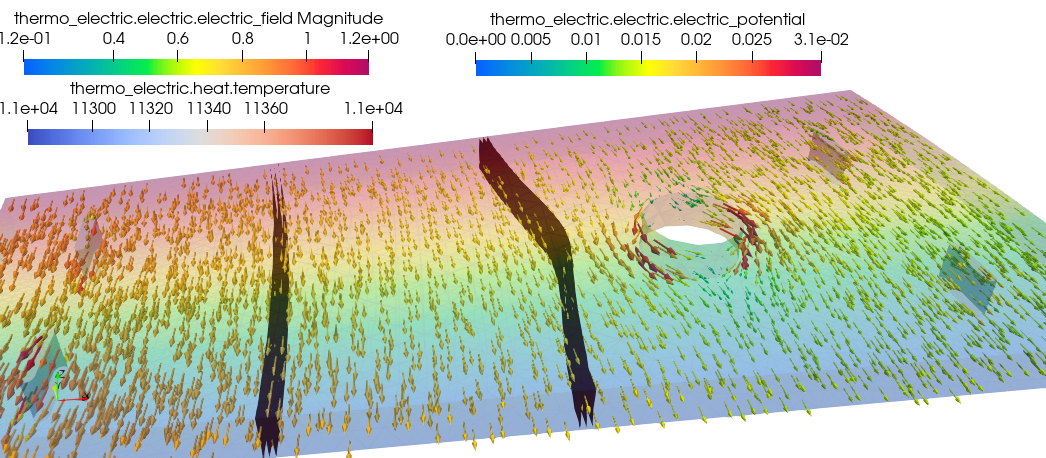 thermo_electric.electric.electric_field Magnitude
1.2e-01 0.4 0.6 0.8 1 1.2e+00
thermo_electric.heat.temperature
1.1e+04 11300 11320 11340 11360 1.1e+04
thermo_electric.electric.electric_potential
0.0e+00 0.005 0.01 0.015 0.02 0.025 3.1e-02
Z